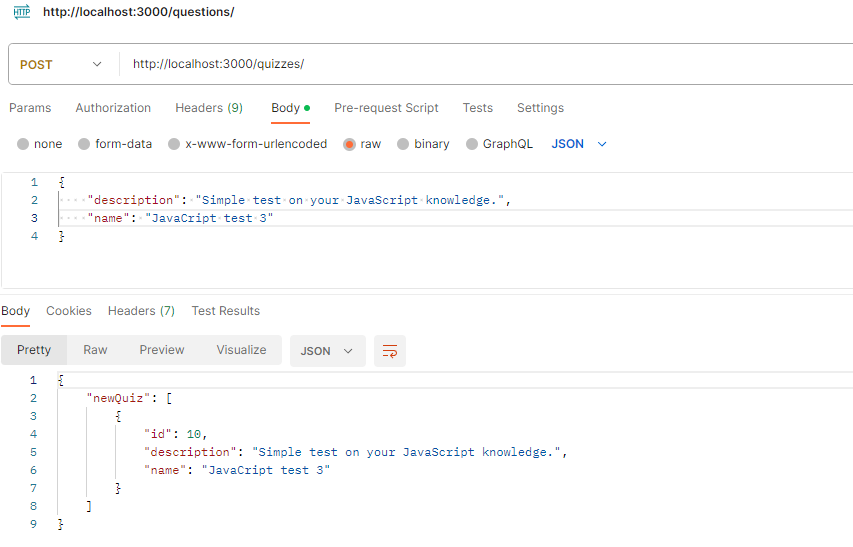 HTTP http://localhost:3000/questions/
POST http://localhost:3000/quizzes/
Params Authorization Headers (9) Body Pre-request Script Tests Settings
none form-data x-www-form-urlencoded raw binary GraphQL JSON
1 {
2 "description": "Simple test on your JavaScript knowledge.",
3 "name": "JavaCript test 3"
4 }
Body Cookies Headers (7) Test Results
Pretty Raw Preview Visualize JSON
1 {
2 "newQuiz": [
3 {
4 "id": 10,
5 "description": "Simple test on your JavaScript knowledge.",
6 "name": "JavaCript test 3"
7 }
8 ]
9 }